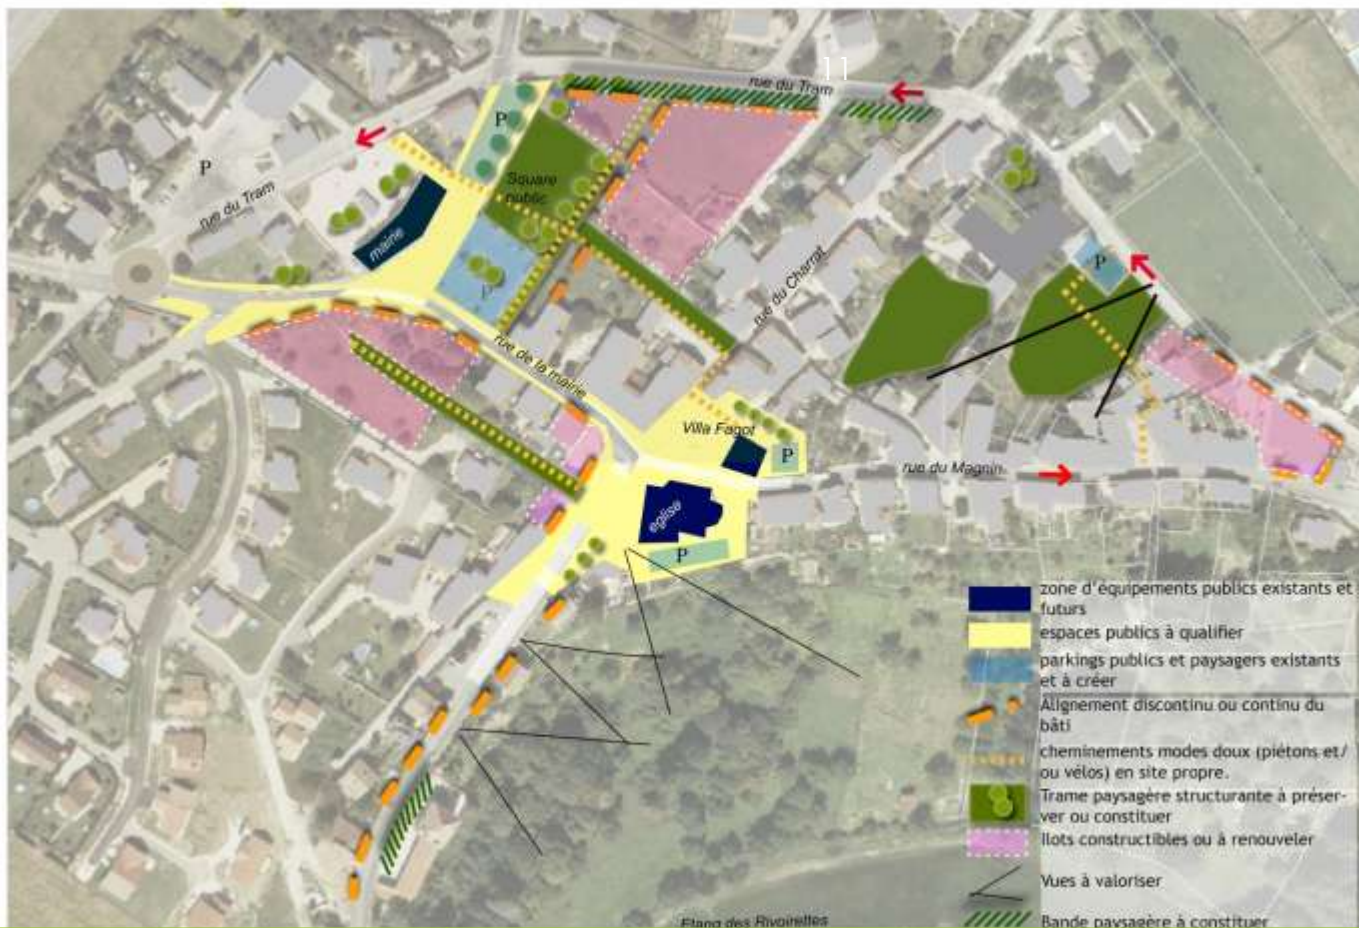 11
rue du Tram
P
P
rue du Tram
Square
public
mairie
P
rue du Charrat
rue de la mairie
Villa Fagot
P
rue du Magnin
eglise
P
zone d'équipements publics existants et
futurs
espaces publics à qualifier
parkings publics et paysagers existants
et à créer
Alignement discontinu ou continu du
bâti
cheminements modes doux (piétons et/
ou vélos) en site propre.
Trame paysagère structurante à préser-
ver ou constituer
Ilots constructibles ou à renouveler
Vues à valoriser
Bande paysagère à constituer
Etang des Rivoirettes